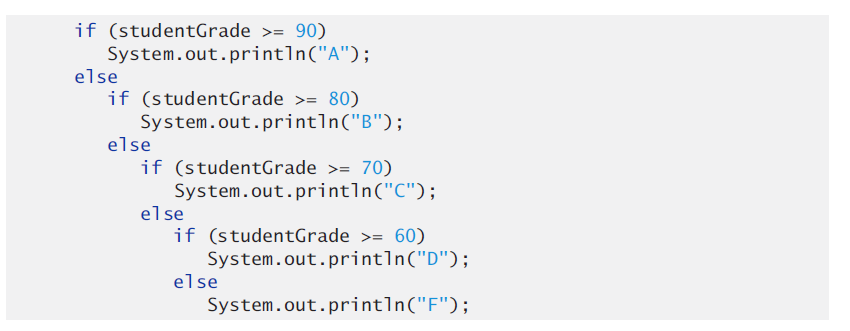 if (studentGrade >= 90)
   System.out.println("A");
else
   if (studentGrade >= 80)
      System.out.println("B");
   else
      if (studentGrade >= 70)
         System.out.println("C");
      else
         if (studentGrade >= 60)
            System.out.println("D");
         else
            System.out.println("F");